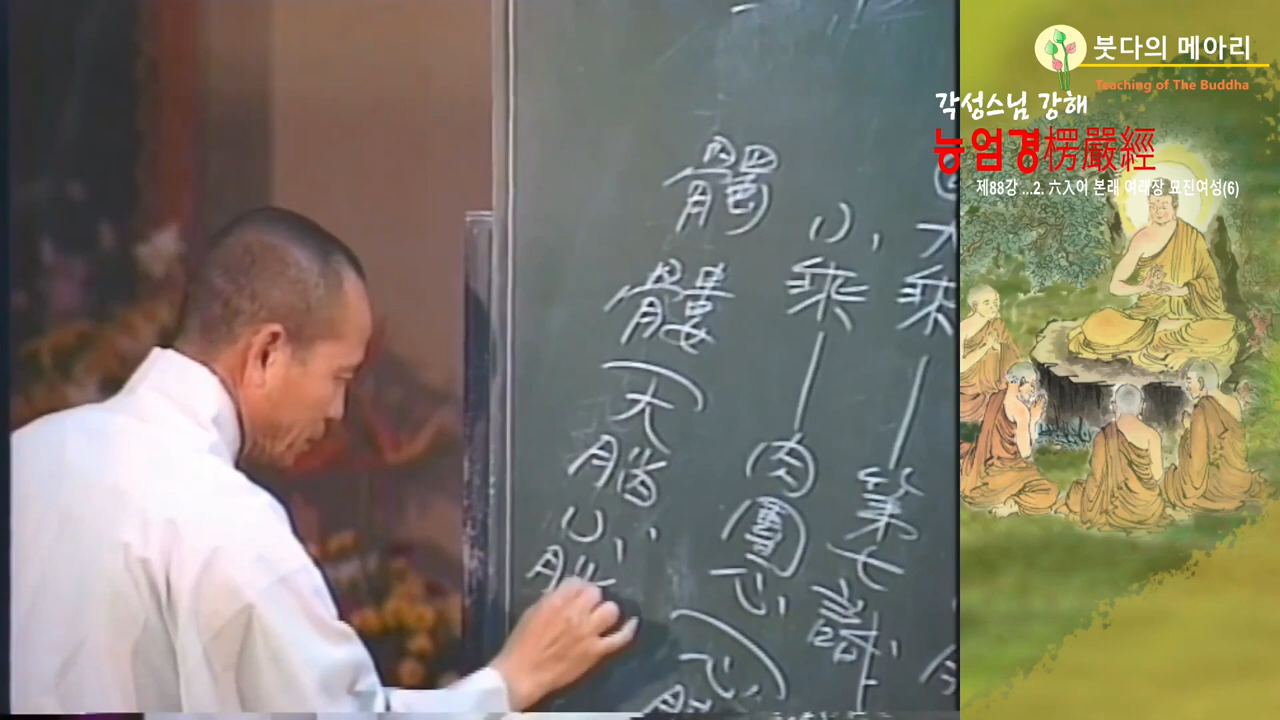 붓다의 메아리
Teaching of The Buddha
각성스님 강해
능엄경楞嚴經
제88강 ...2. 六入이 본래 여래장 묘진여성(6)
大乘 — 第七識
小乘 — 肉團心 (心
髑髏 (大腦 小腦